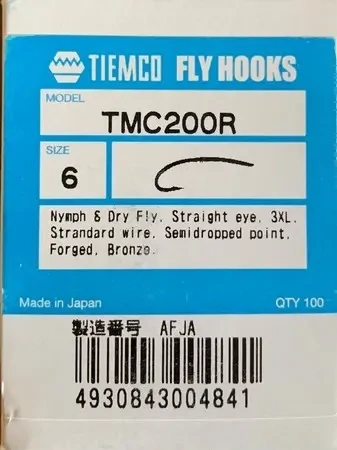 TIEMCO FLY HOOKS
MODEL
TMC200R
SIZE
6
Nymph & Dry Fly, Straight eye, 3XL,
Strandard wire, Semidropped point,
Forged, Bronze.
Made in Japan QTY 100
製造番号 AFJA
4930843004841